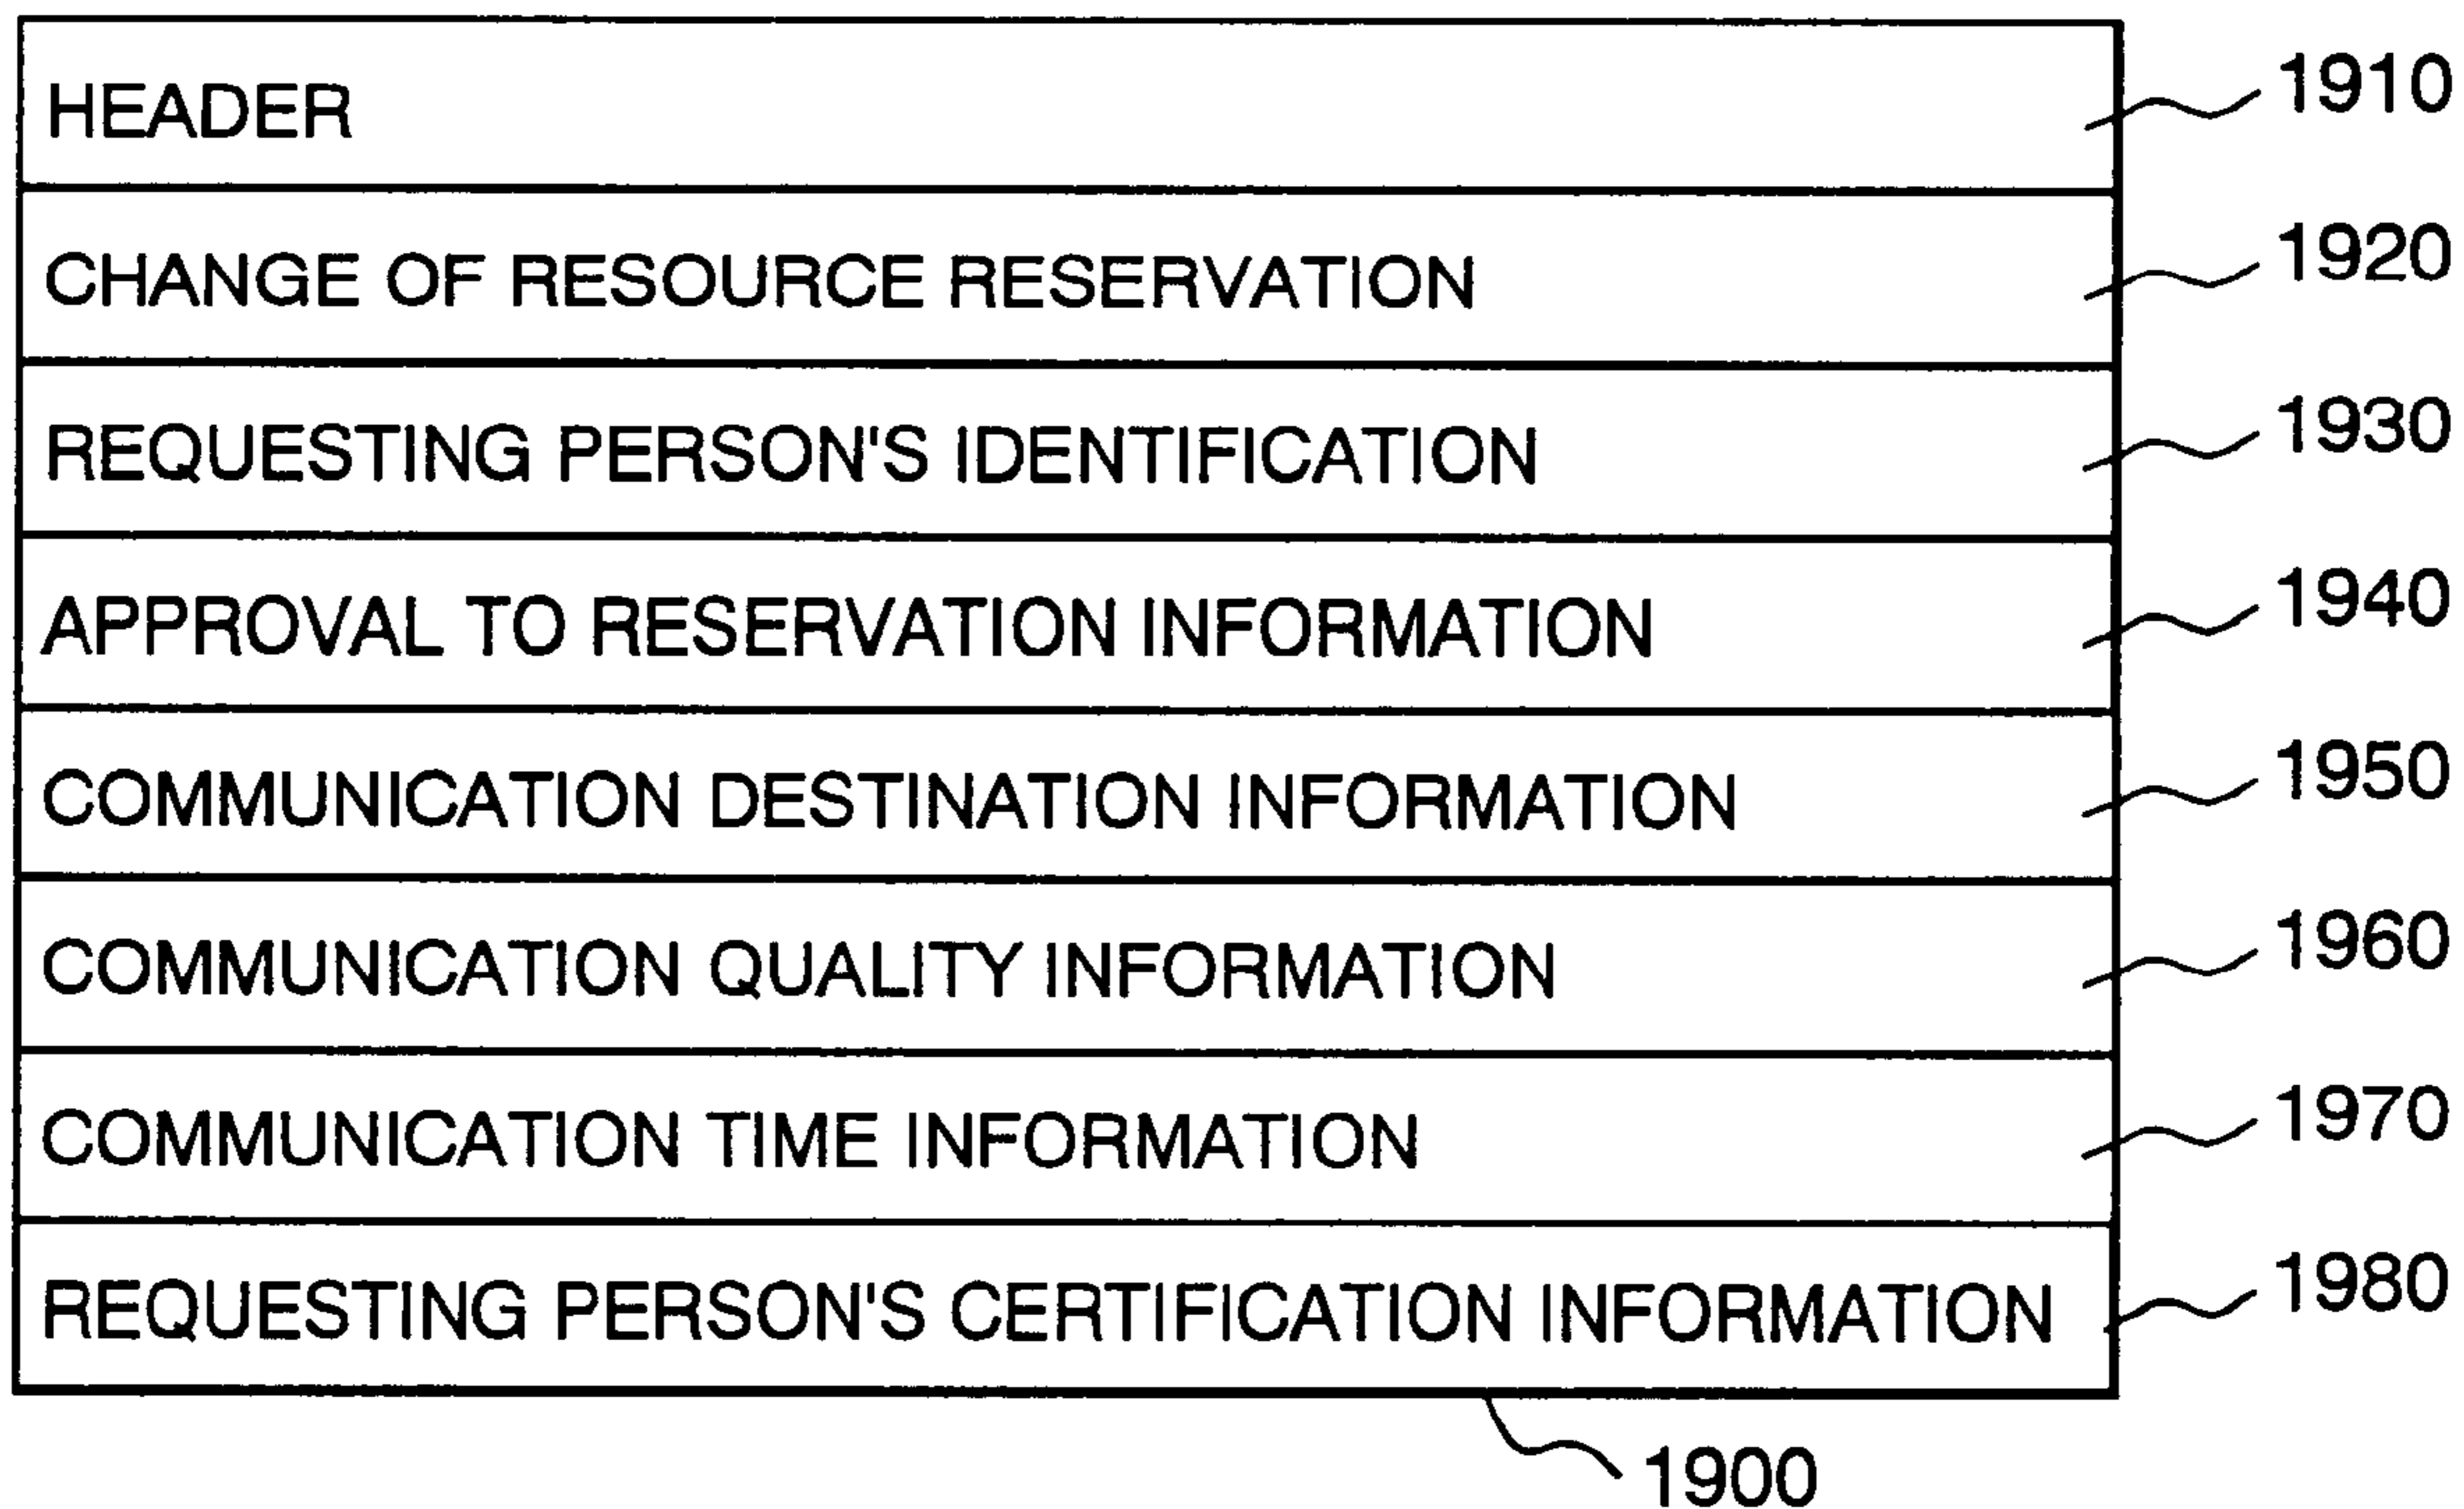 HEADER 1910
CHANGE OF RESOURCE RESERVATION 1920
REQUESTING PERSON'S IDENTIFICATION 1930
APPROVAL TO RESERVATION INFORMATION 1940
COMMUNICATION DESTINATION INFORMATION 1950
COMMUNICATION QUALITY INFORMATION 1960
COMMUNICATION TIME INFORMATION 1970
REQUESTING PERSON'S CERTIFICATION INFORMATION 1980
1900